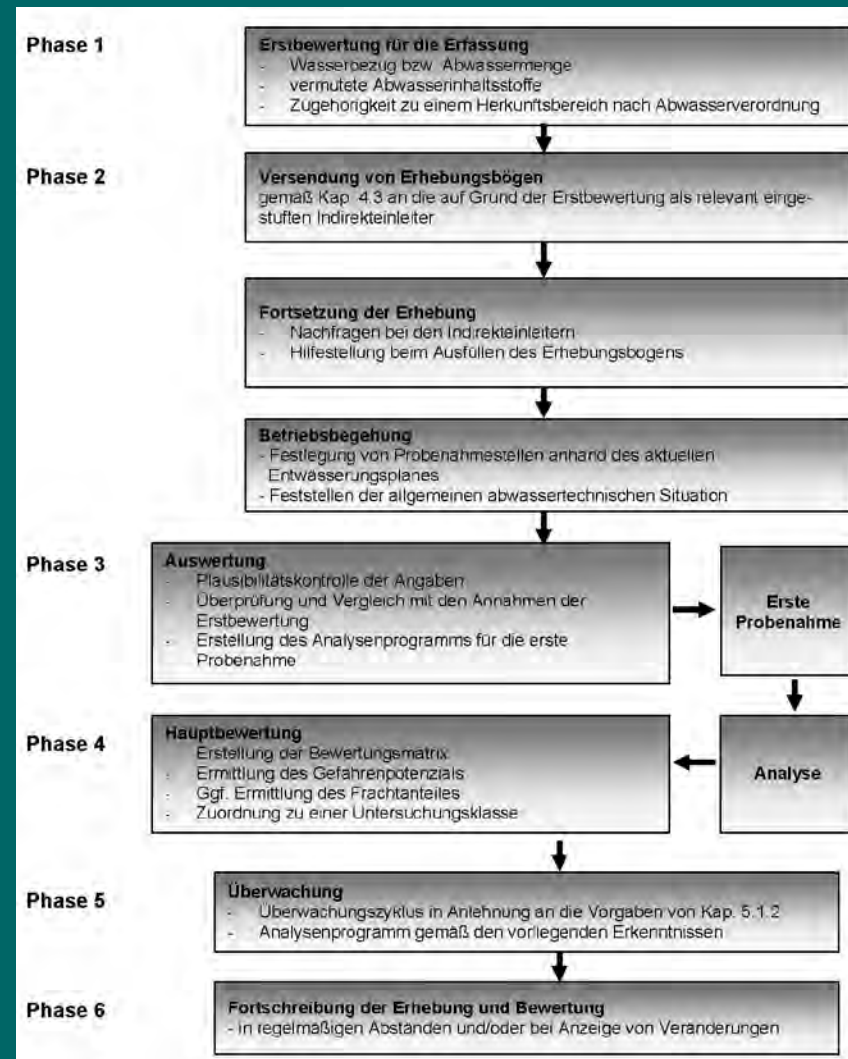 Phase 1
Erstbewertung für die Erfassung
- Wasserbezug bzw. Abwassermenge
- vermutete Abwasserinhaltsstoffe
- Zugehörigkeit zu einem Herkunftsbereich nach Abwasserverordnung
Phase 2
Versendung von Erhebungsbögen
gemäß Kap. 4.3 an die auf Grund der Erstbewertung als relevant einge-
stuften Indirekteinleiter
Fortsetzung der Erhebung
- Nachfragen bei den Indirekteinleitern
- Hilfestellung beim Ausfüllen des Erhebungsbogens
Betriebsbegehung
- Festlegung von Probenahmestellen anhand des aktuellen
Entwässerungsplanes
- Feststellen der allgemeinen abwassertechnischen Situation
Phase 3
Auswertung
- Plausibilitätskontrolle der Angaben
- Überprüfung und Vergleich mit den Annahmen der
Erstbewertung
- Erstellung des Analysenprogramms für die erste
Probenahme
Erste
Probenahme
Phase 4
Hauptbewertung
- Erstellung der Bewertungsmatrix
- Ermittlung des Gefahrenpotenzials
- Ggf. Ermittlung des Frachtanteiles
- Zuordnung zu einer Untersuchungsklasse
Analyse
Phase 5
Überwachung
- Überwachungszyklus in Anlehnung an die Vorgaben von Kap. 5.1.2
- Analysenprogramm gemäß den vorliegenden Erkenntnissen
Phase 6
Fortschreibung der Erhebung und Bewertung
- in regelmäßigen Abständen und/oder bei Anzeige von Veränderungen